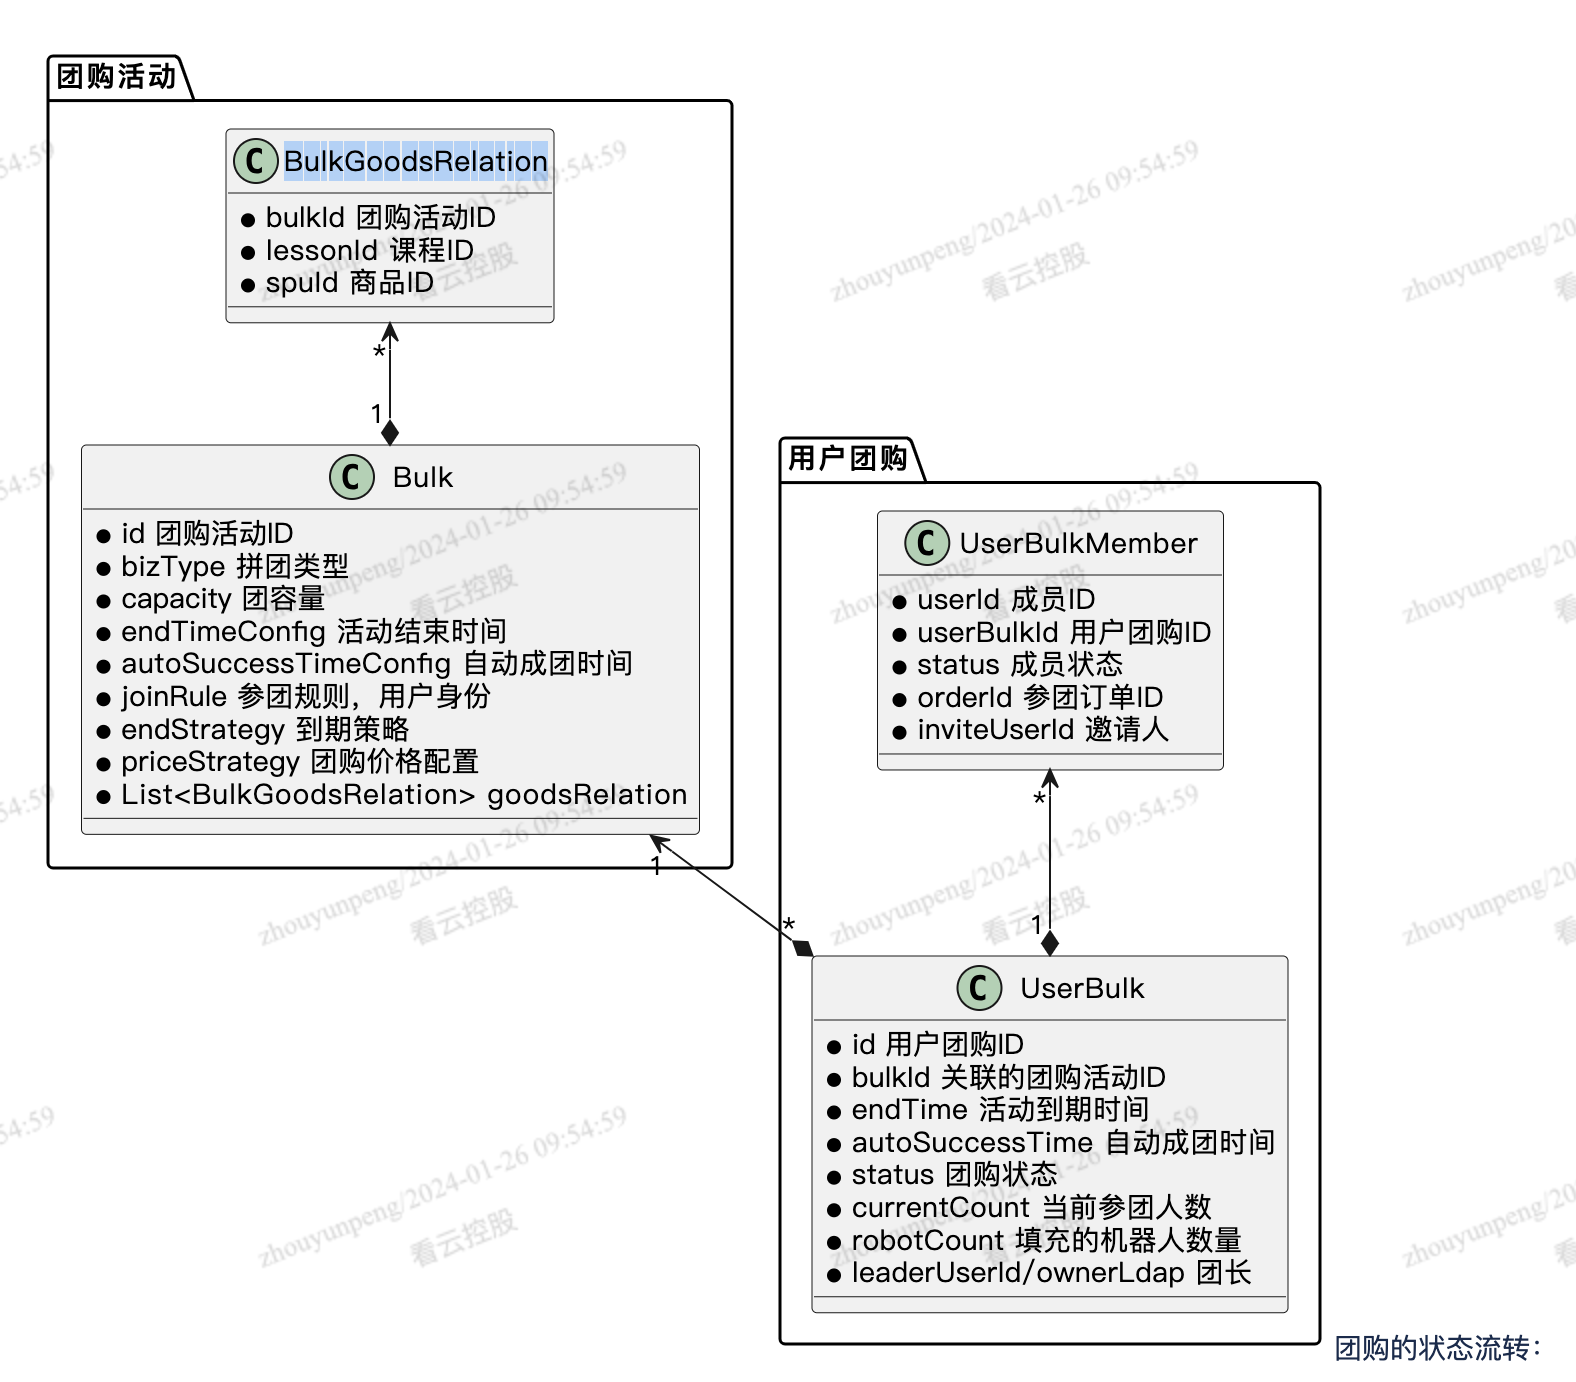 团购活动
C BulkGoodsRelation
bulkId 团购活动ID
lessonId 课程ID
spuId 商品ID
*
1
C Bulk
id 团购活动ID
bizType 拼团类型
capacity 团容量
endTimeConfig 活动结束时间
autoSuccessTimeConfig 自动成团时间
joinRule 参团规则，用户身份
endStrategy 到期策略
priceStrategy 团购价格配置
List<BulkGoodsRelation> goodsRelation
1
*
用户团购
C UserBulkMember
userId 成员ID
userBulkId 用户团购ID
status 成员状态
orderId 参团订单ID
inviteUserId 邀请人
*
1
C UserBulk
id 用户团购ID
bulkId 关联的团购活动ID
endTime 活动到期时间
autoSuccessTime 自动成团时间
status 团购状态
currentCount 当前参团人数
robotCount 填充的机器人数量
leaderUserId/ownerLdap 团长
团购的状态流转：
zhouyunpeng/2024-01-26 09:54:59
看云控股